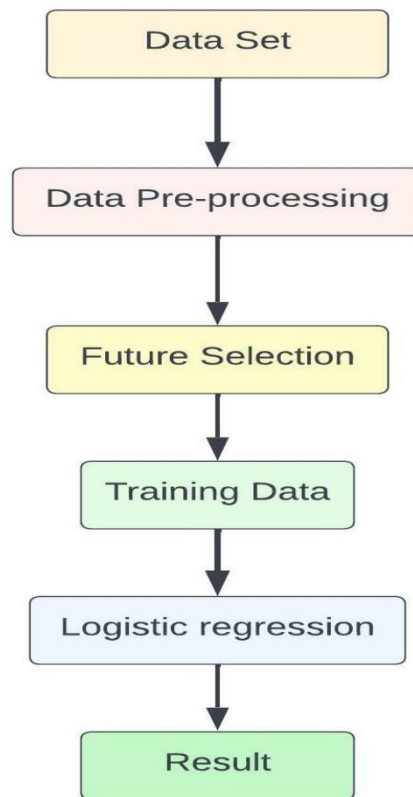 Data Set
Data Pre-processing
Future Selection
Training Data
Logistic regression
Result